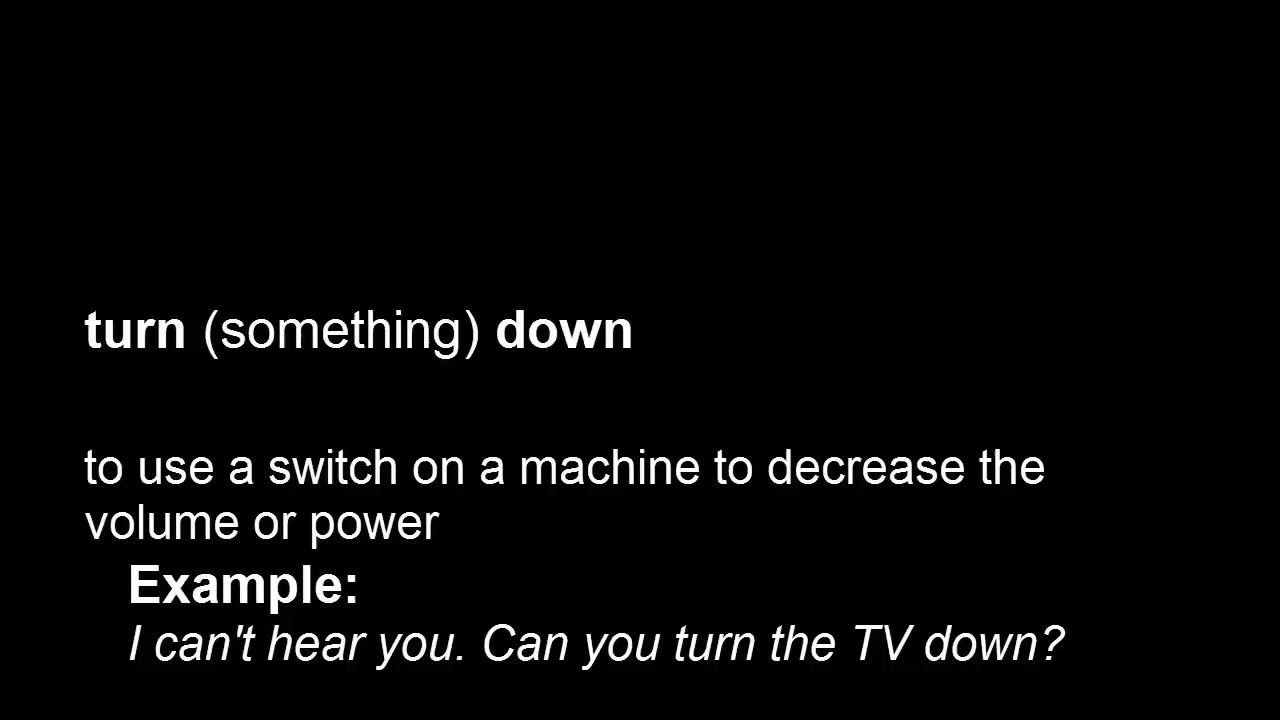 turn (something) down
to use a switch on a machine to decrease the
volume or power
Example:
I can't hear you. Can you turn the TV down?